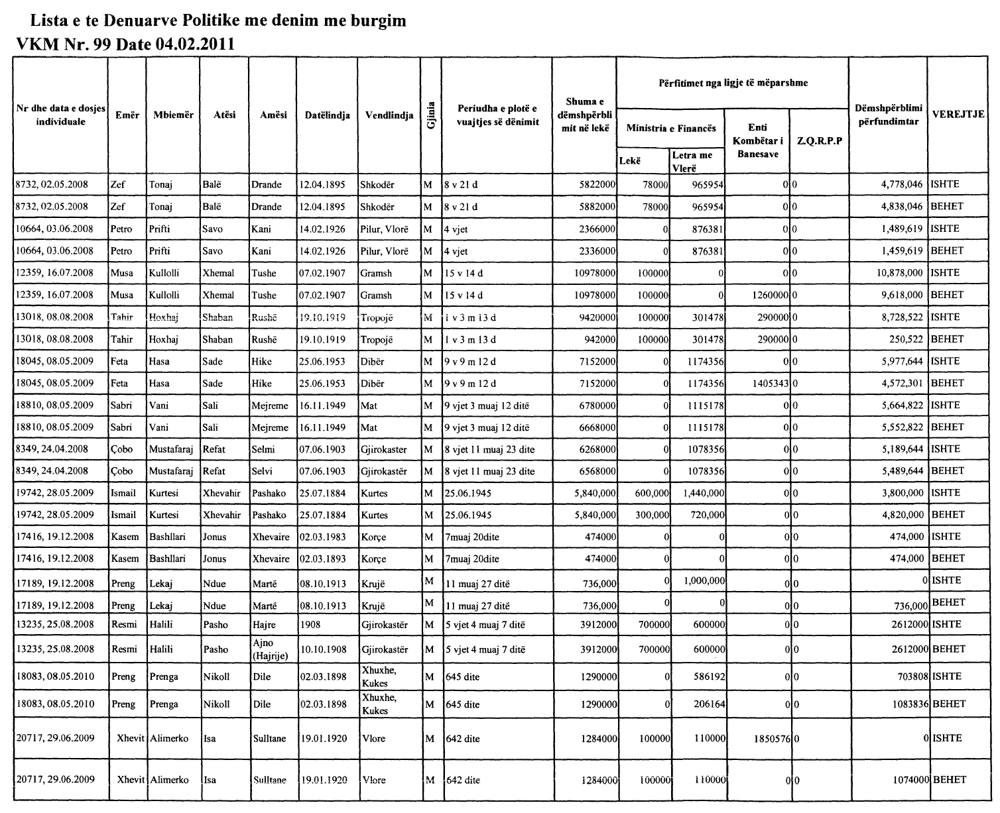 Lista e te Denuarve Politike me denim me burgim
VKM Nr. 99 Date 04.02.2011
Nr dhe data e dosjes individuale Emër Mbiemër Atësi Amësi Datëlindja Vendlindja Gjinia Periudha e plotë e vuajtjes së dënimit Shuma e dëmshpërbli mit në lekë Përfitimet nga ligje të mëparshme Dëmshpërblimi përfundimtar VEREJTJE
Ministria e Financës Enti Kombëtar i Banesave Z.Q.R.P.P
Lekë Letra me Vlerë
8732, 02.05.2008 Zef Tonaj Balë Drande 12.04.1895 Shkodër M 8 v 21 d 5822000 78000 965954 0 0 4,778,046 ISHTE
8732, 02.05.2008 Zef Tonaj Balë Drande 12.04.1895 Shkodër M 8 v 21 d 5882000 78000 965954 0 0 4,838,046 BEHET
10664, 03.06.2008 Petro Prifti Savo Kani 14.02.1926 Pilur, Vlorë M 4 vjet 2366000 0 876381 0 0 1,489,619 ISHTE
10664, 03.06.2008 Petro Prifti Savo Kani 14.02.1926 Pilur, Vlorë M 4 vjet 2336000 0 876381 0 0 1,459,619 BEHET
12359, 16.07.2008 Musa Kullolli Xhemal Tushe 07.02.1907 Gramsh M 15 v 14 d 10978000 100000 0 0 0 10,878,000 ISHTE
12359, 16.07.2008 Musa Kullolli Xhemal Tushe 07.02.1907 Gramsh M 15 v 14 d 10978000 100000 0 1260000 0 9,618,000 BEHET
13018, 08.08.2008 Tahir Hoxhaj Shaban Rushë 19.10.1919 Tropojë M 1 v 3 m 13 d 9420000 100000 301478 290000 0 8,728,522 ISHTE
13018, 08.08.2008 Tahir Hoxhaj Shaban Rushë 19.10.1919 Tropojë M 1 v 3 m 13 d 942000 100000 301478 290000 0 250,522 BEHET
18045, 08.05.2009 Feta Hasa Sade Hike 25.06.1953 Dibër M 9 v 9 m 12 d 7152000 0 1174356 0 0 5,977,644 ISHTE
18045, 08.05.2009 Feta Hasa Sade Hike 25.06.1953 Dibër M 9 v 9 m 12 d 7152000 0 1174356 1405343 0 4,572,301 BEHET
18810, 08.05.2009 Sabri Vani Sali Mejreme 16.11.1949 Mat M 9 vjet 3 muaj 12 ditë 6780000 0 1115178 0 0 5,664,822 ISHTE
18810, 08.05.2009 Sabri Vani Sali Mejreme 16.11.1949 Mat M 9 vjet 3 muaj 12 ditë 6668000 0 1115178 0 0 5,552,822 BEHET
8349, 24.04.2008 Çobo Mustafaraj Refat Selmi 07.06.1903 Gjirokaster M 8 vjet 11 muaj 23 dite 6268000 0 1078356 0 0 5,189,644 ISHTE
8349, 24.04.2008 Çobo Mustafaraj Refat Selvi 07.06.1903 Gjirokastër M 8 vjet 11 muaj 23 dite 6568000 0 1078356 0 0 5,489,644 BEHET
19742, 28.05.2009 Ismail Kurtesi Xhevahir Pashako 25.07.1884 Kurtes M 25.06.1945 5,840,000 600,000 1,440,000 0 0 3,800,000 ISHTE
19742, 28.05.2009 Ismail Kurtesi Xhevahir Pashako 25.07.1884 Kurtes M 25.06.1945 5,840,000 300,000 720,000 0 0 4,820,000 BEHET
17416, 19.12.2008 Kasem Bashllari Jonus Xhevaire 02.03.1983 Korçe M 7muaj 20dite 474000 0 0 0 0 474,000 ISHTE
17416, 19.12.2008 Kasem Bashllari Jonus Xhevaire 02.03.1893 Korçe M 7muaj 20dite 474000 0 0 0 0 474,000 BEHET
17189, 19.12.2008 Preng Lekaj Ndue Martë 08.10.1913 Krujë M 11 muaj 27 ditë 736,000 0 1,000,000 0 0 0 ISHTE
17189, 19.12.2008 Preng Lekaj Ndue Martë 08.10.1913 Krujë M 11 muaj 27 ditë 736,000 0 0 0 0 736,000 BEHET
13235, 25.08.2008 Resmi Halili Pasho Hajre 1908 Gjirokastër M 5 vjet 4 muaj 7 ditë 3912000 700000 600000 0 0 2612000 ISHTE
13235, 25.08.2008 Resmi Halili Pasho Ajno (Hajrije) 10.10.1908 Gjirokastër M 5 vjet 4 muaj 7 ditë 3912000 700000 600000 0 0 2612000 BEHET
18083, 08.05.2010 Preng Prenga Nikoll Dile 02.03.1898 Xhuxhe, Kukes M 645 dite 1290000 0 586192 0 0 703808 ISHTE
18083, 08.05.2010 Preng Prenga Nikoll Dile 02.03.1898 Xhuxhe, Kukes M 645 dite 1290000 0 206164 0 0 1083836 BEHET
20717, 29.06.2009 Xhevit Alimerko Isa Sulltane 19.01.1920 Vlore M 642 dite 1284000 100000 110000 1850576 0 0 ISHTE
20717, 29.06.2009 Xhevit Alimerko Isa Sulltane 19.01.1920 Vlore M 642 dite 1284000 100000 110000 0 0 1074000 BEHET